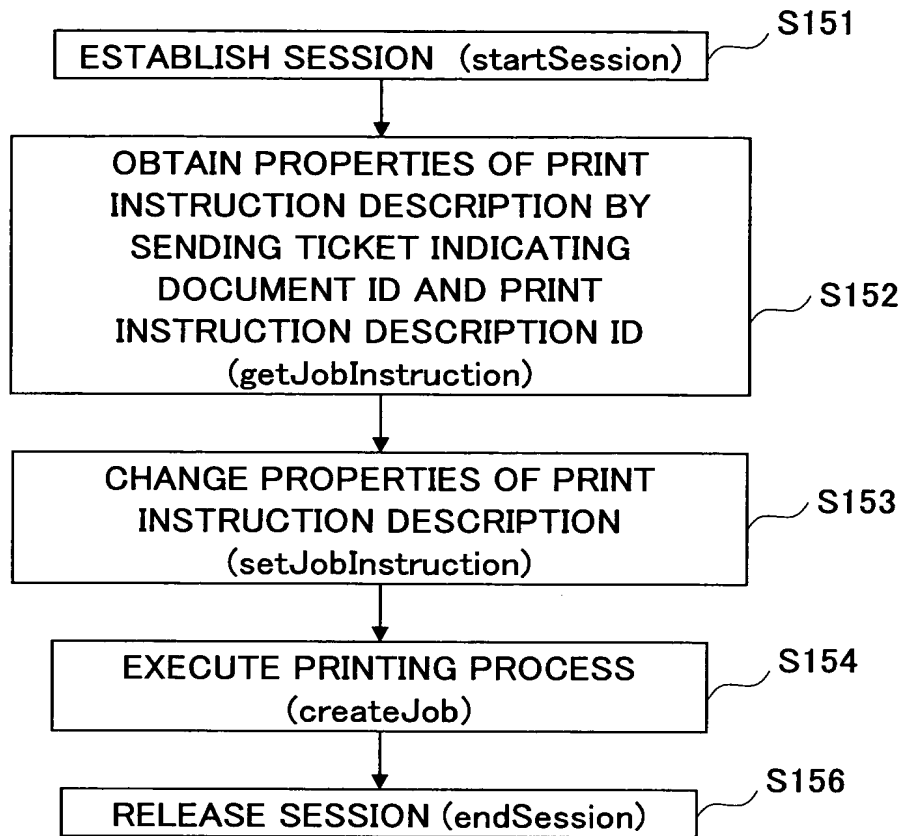 S151
ESTABLISH SESSION (startSession)
OBTAIN PROPERTIES OF PRINT
INSTRUCTION DESCRIPTION BY
SENDING TICKET INDICATING
DOCUMENT ID AND PRINT
INSTRUCTION DESCRIPTION ID
(getJobInstruction)
S152
CHANGE PROPERTIES OF PRINT
INSTRUCTION DESCRIPTION
(setJobInstruction)
S153
EXECUTE PRINTING PROCESS
(createJob)
S154
S156
RELEASE SESSION (endSession)